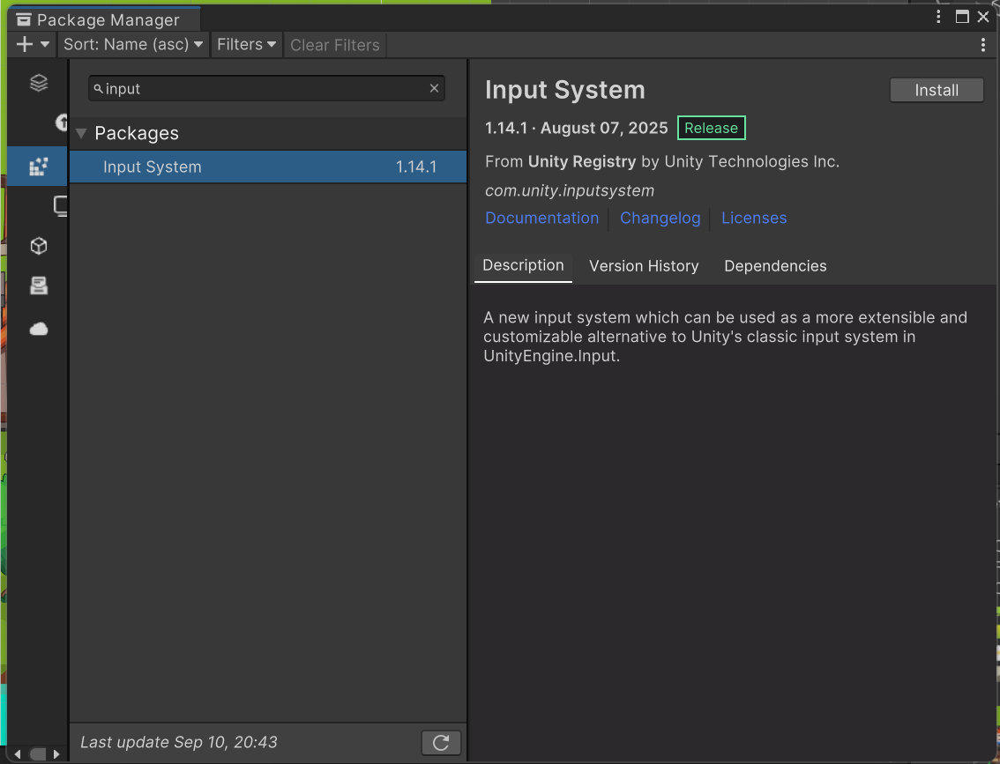 Package Manager
Sort: Name (asc) Filters Clear Filters
input
Packages
Input System 1.14.1
Last update Sep 10, 20:43
Input System
Install
1.14.1 · August 07, 2025 Release
From Unity Registry by Unity Technologies Inc.
com.unity.inputsystem
Documentation Changelog Licenses
Description Version History Dependencies
A new input system which can be used as a more extensible and
customizable alternative to Unity's classic input system in
UnityEngine.Input.